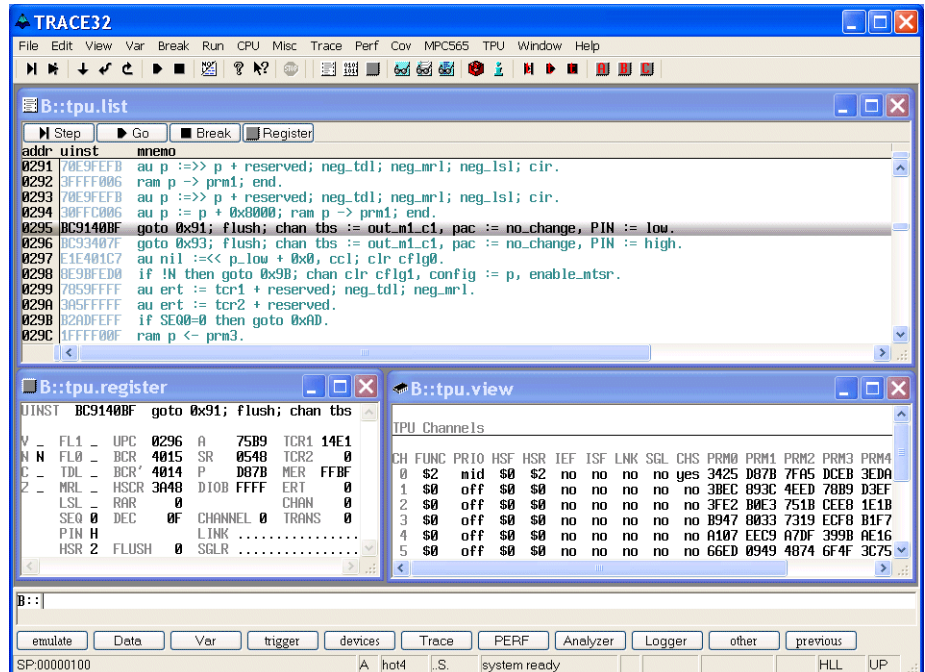 TRACE32
File Edit View Var Break Run CPU Misc Trace Perf Cov MPC565 TPU Window Help
B::tpu.list
Step Go Break Register
addr uinst mnemo
0291 70E9FEFB au p :=>> p + reserved; neg_tdl; neg_mrl; neg_lsl; cir.
0292 3FFFF006 ram p -> prm1; end.
0293 70E9FEFB au p :=>> p + reserved; neg_tdl; neg_mrl; neg_lsl; cir.
0294 30FFC006 au p := p + 0x8000; ram p -> prm1; end.
0295 BC9140BF goto 0x91; flush; chan tbs := out_m1_c1, pac := no_change, PIN := low.
0296 BC93407F goto 0x93; flush; chan tbs := out_m1_c1, pac := no_change, PIN := high.
0297 E1E401C7 au nil :=<< p_low + 0x0, ccl; clr cflg0.
0298 8E9BFED0 if !N then goto 0x9B; chan clr cflg1, config := p, enable_mtsr.
0299 7859FFFF au ert := tcr1 + reserved; neg_tdl; neg_mrl.
029A 3A5FFFFF au ert := tcr2 + reserved.
029B B2ADFEFF if SEQ0=0 then goto 0xAD.
029C 1FFFF00F ram p <- prm3.
B::tpu.register
UINST BC9140BF goto 0x91; flush; chan tbs
V _ FL1 _ UPC 0296 A 75B9 TCR1 14E1
N N FL0 _ BCR 4015 SR 0548 TCR2 0
C _ TDL _ BCR' 4014 P D87B MER FFBF
Z _ MRL _ HSCR 3A48 DIOB FFFF ERT 0
LSL _ RAR 0 CHAN 0
SEQ 0 DEC 0F CHANNEL 0 TRANS 0
PIN H LINK ................
HSR 2 FLUSH 0 SGLR ................
B::tpu.view
TPU Channels
CH FUNC PRIO HSF HSR IEF ISF LNK SGL CHS PRM0 PRM1 PRM2 PRM3 PRM4
0 $2 mid $0 $2 no no no no yes 3425 D87B 7FA5 DCEB 3EDA
1 $0 off $0 $0 no no no no no 3BEC 893C 4EED 78B9 D3EF
2 $0 off $0 $0 no no no no no 3FE2 B0E3 751B CEE8 1E1B
3 $0 off $0 $0 no no no no no B947 8033 7319 ECF8 B1F7
4 $0 off $0 $0 no no no no no A107 EEC9 A7DF 399B AE16
5 $0 off $0 $0 no no no no no 66ED 0949 4874 6F4F 3C75
B::
emulate Data Var trigger devices Trace PERF Analyzer Logger other previous
SP:00000100 A hot4 ..S. system ready HLL UP